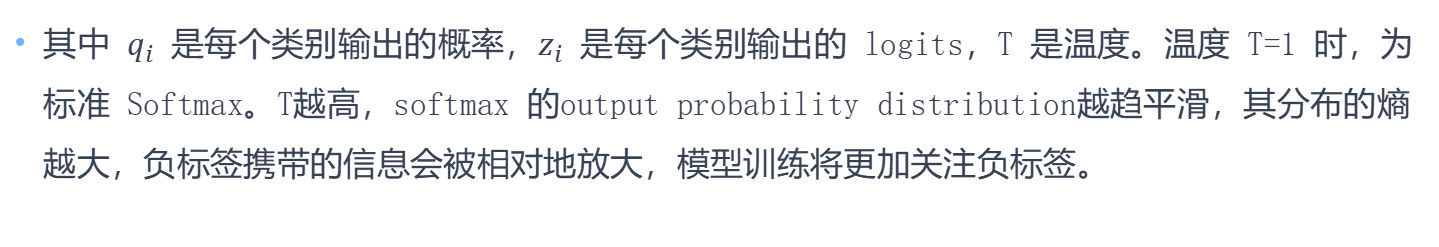 • 其中 qᵢ 是每个类别输出的概率，zᵢ 是每个类别输出的 logits，T 是温度。温度 T=1 时，为
标准 Softmax。T越高，softmax 的output probability distribution越趋平滑，其分布的熵
越大，负标签携带的信息会被相对地放大，模型训练将更加关注负标签。